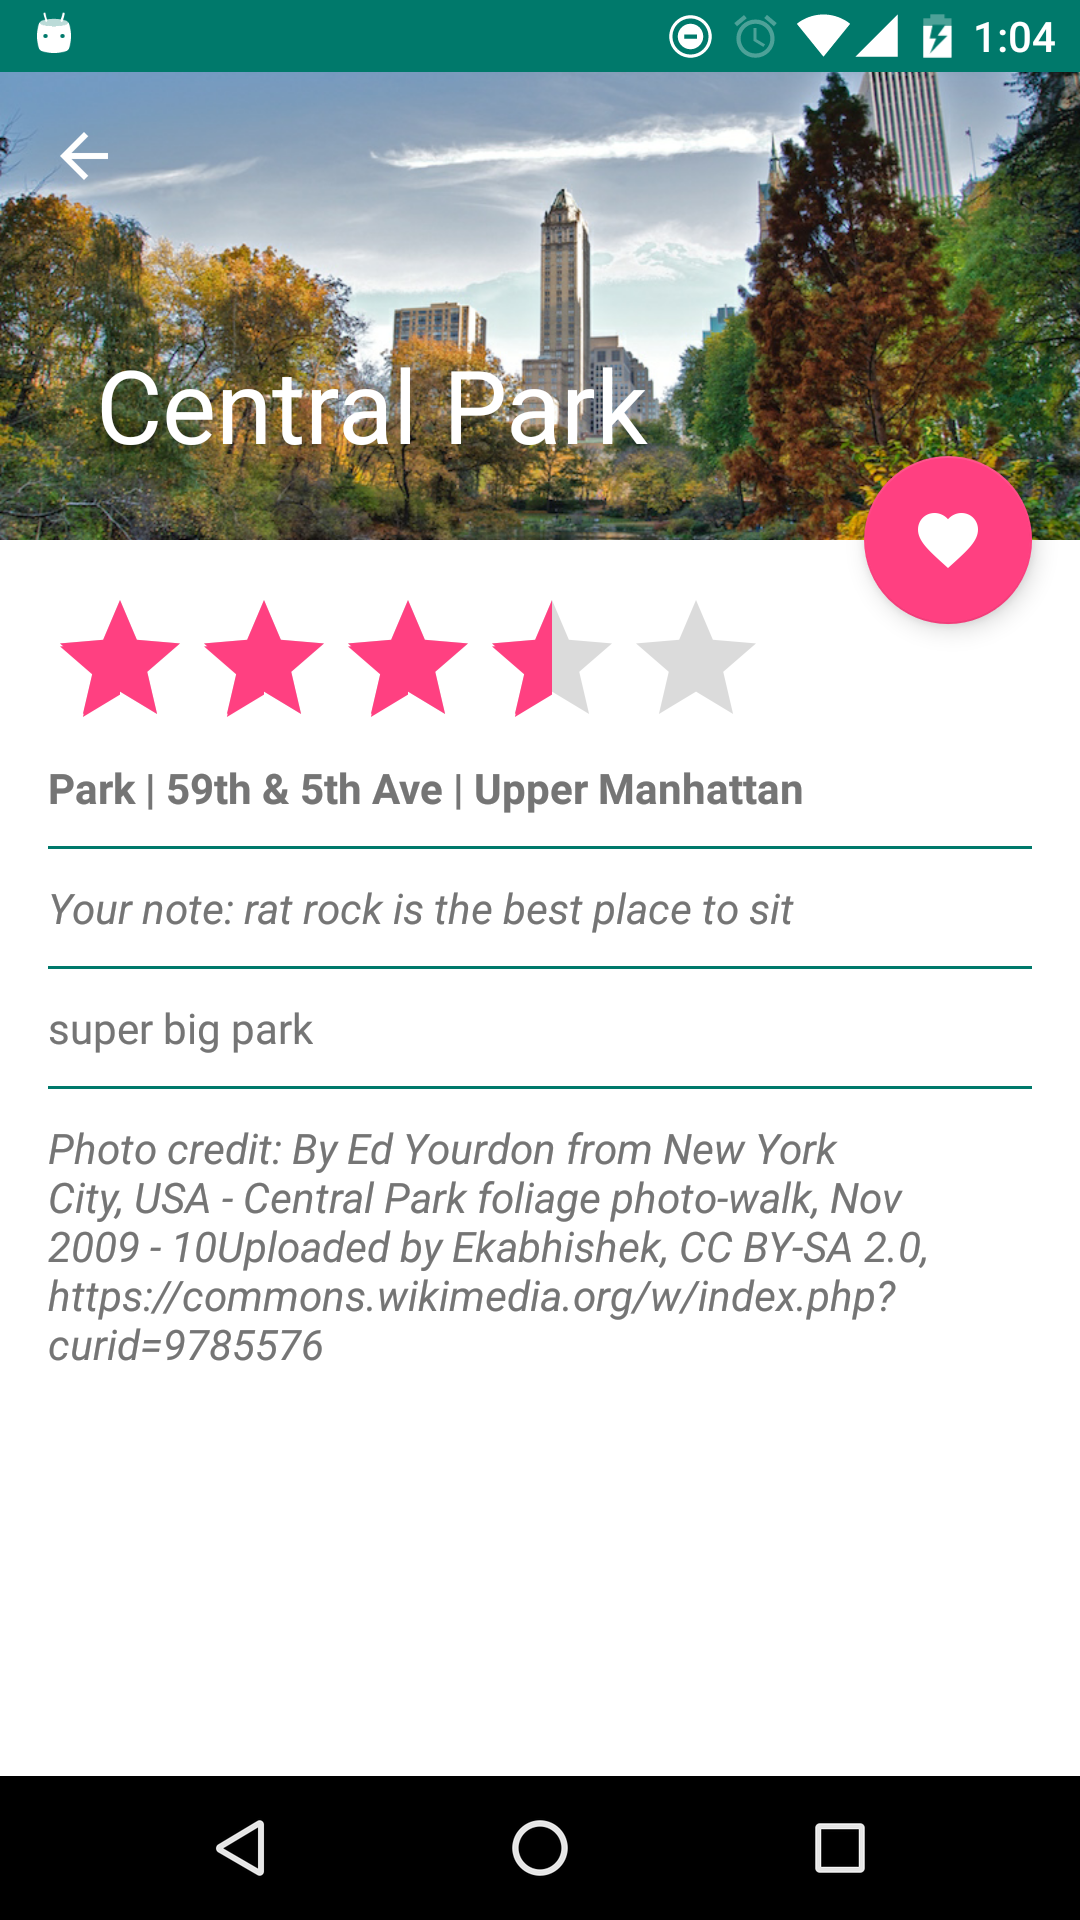 1:04
Central Park
Park | 59th & 5th Ave | Upper Manhattan
Your note: rat rock is the best place to sit
super big park
Photo credit: By Ed Yourdon from New York
City, USA - Central Park foliage photo-walk, Nov
2009 - 10Uploaded by Ekabhishek, CC BY-SA 2.0,
https://commons.wikimedia.org/w/index.php?
curid=9785576